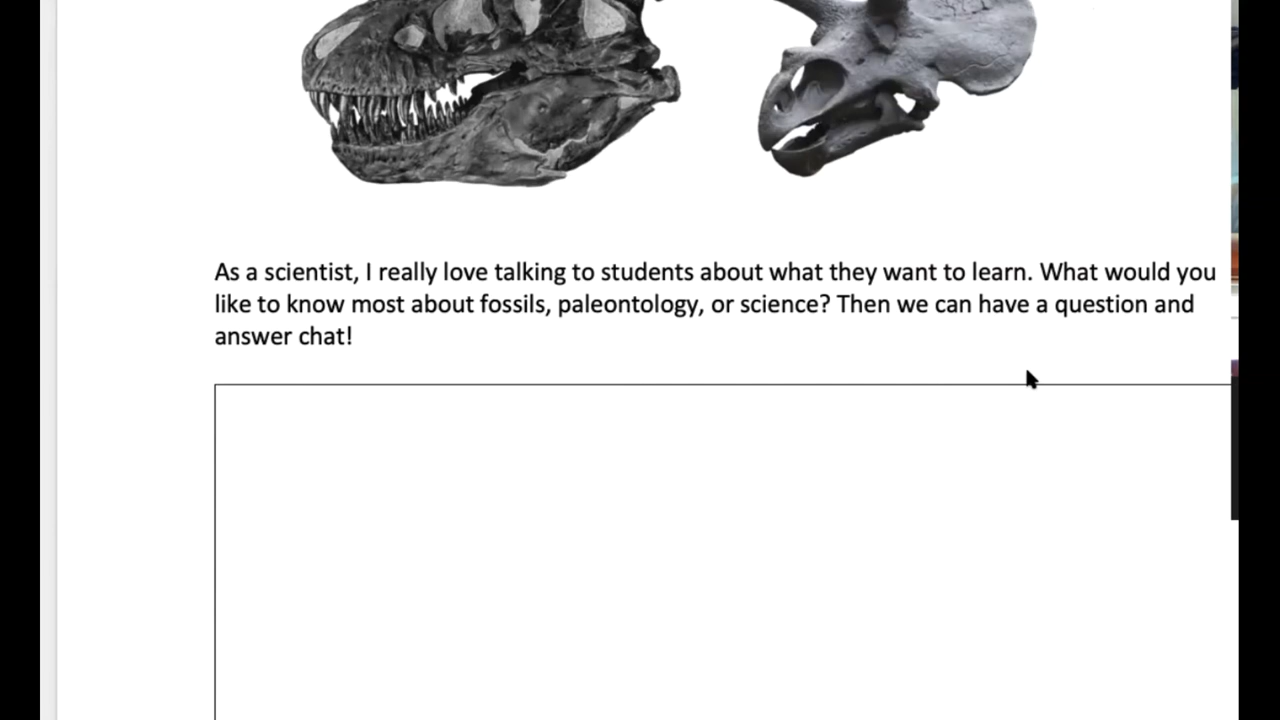 As a scientist, I really love talking to students about what they want to learn. What would you
like to know most about fossils, paleontology, or science? Then we can have a question and
answer chat!